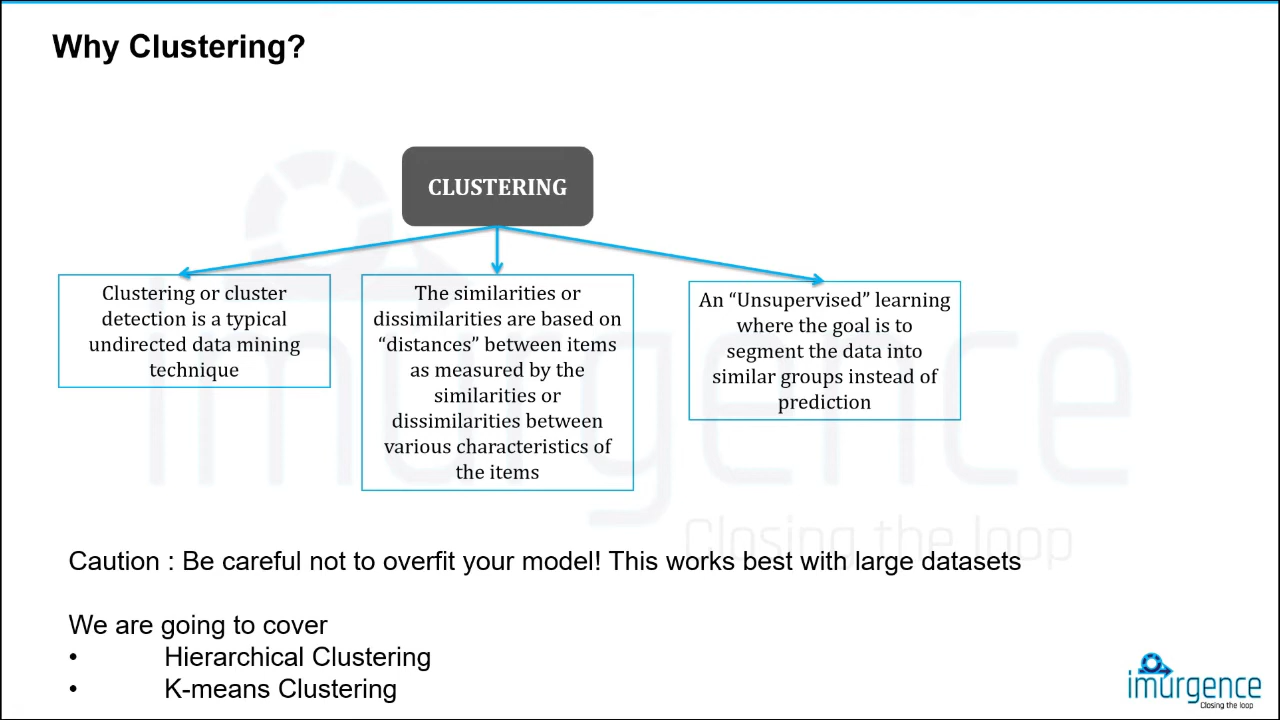 Why Clustering?
CLUSTERING
Clustering or cluster
detection is a typical
undirected data mining
technique
The similarities or
dissimilarities are based on
“distances” between items
as measured by the
similarities or
dissimilarities between
various characteristics of
the items
An “Unsupervised” learning
where the goal is to
segment the data into
similar groups instead of
prediction
imurgence
Closing the loop
Caution : Be careful not to overfit your model! This works best with large datasets
We are going to cover
• Hierarchical Clustering
• K-means Clustering
imurgence
Closing the loop